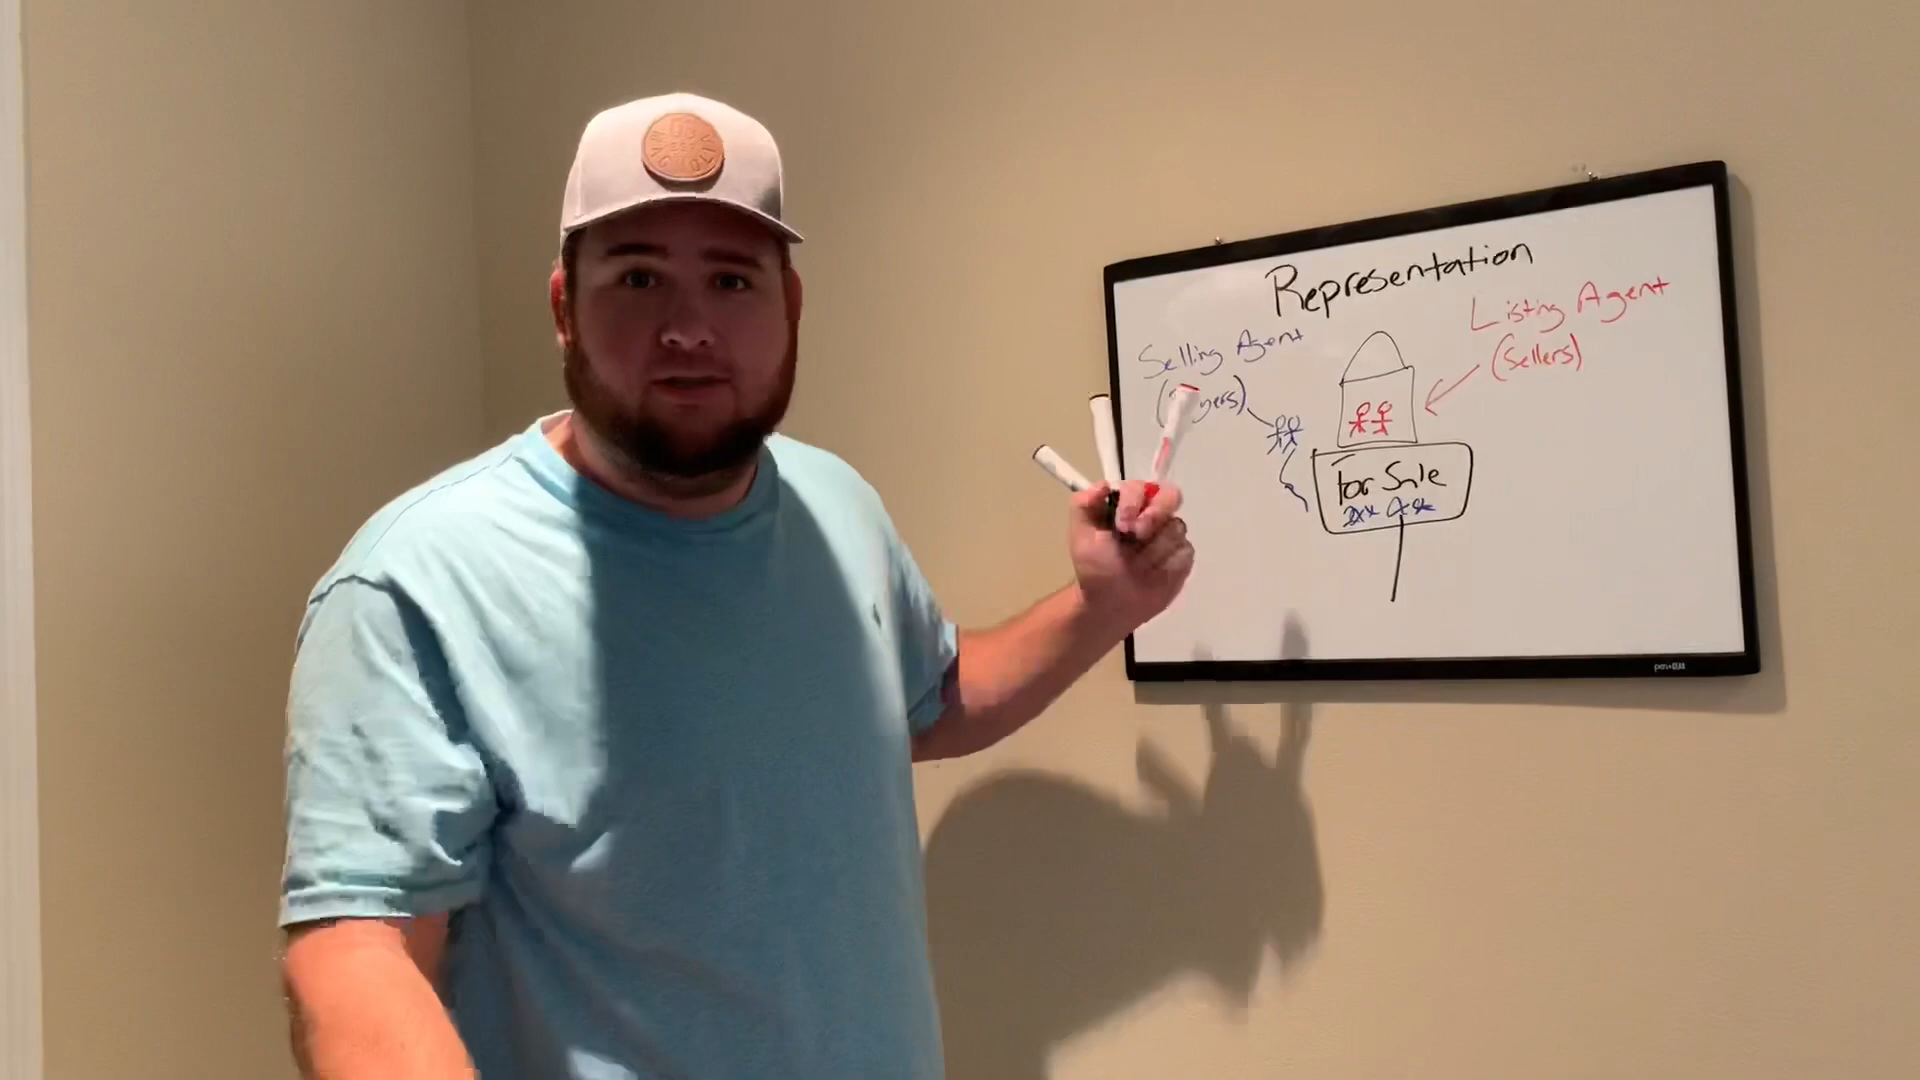 Representation
Listing Agent
(Sellers)
Selling Agent
For Sale